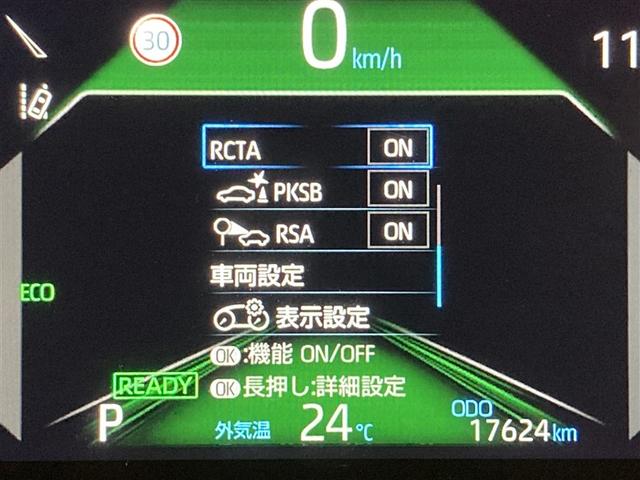 30
0 km/h
11
RCTA ON
PKSB ON
RSA ON
車両設定
ECO
表示設定
OK:機能 ON/OFF
READY
OK長押し:詳細設定
P
外気温 24℃
ODO
17624km